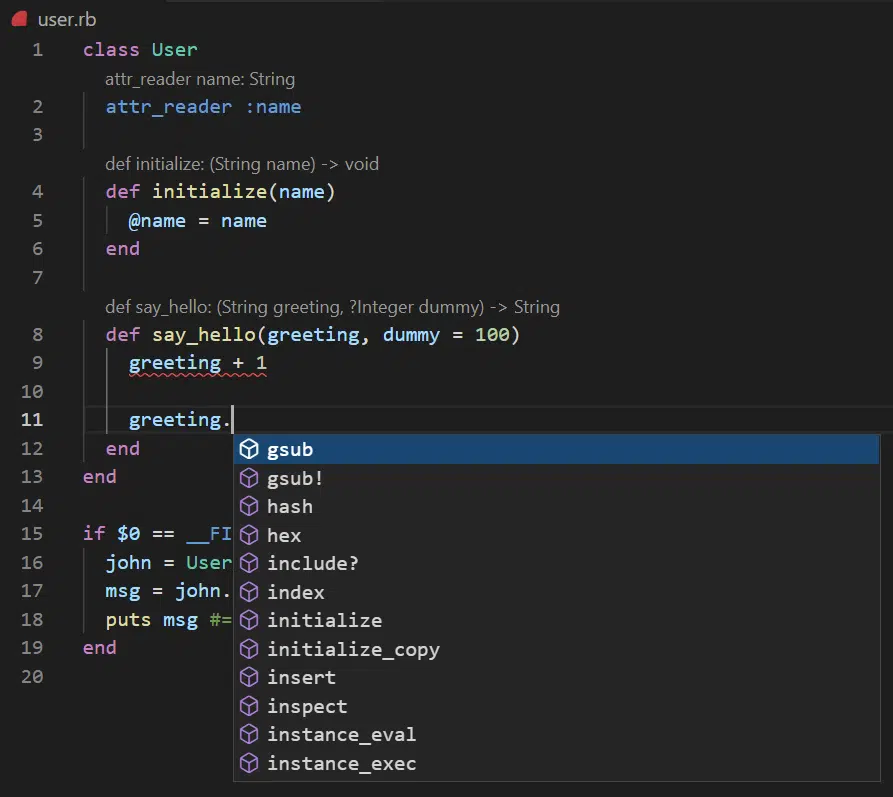 user.rb
1 class User
attr_reader name: String
2 attr_reader :name
3
def initialize: (String name) -> void
4 def initialize(name)
5 @name = name
6 end
7
def say_hello: (String greeting, ?Integer dummy) -> String
8 def say_hello(greeting, dummy = 100)
9 greeting + 1
10
11 greeting.
12 end
13 end
14
15 if $0 == __FI
16 john = User
17 msg = john.
18 puts msg #=
19 end
20
gsub
gsub!
hash
hex
include?
index
initialize
initialize_copy
insert
inspect
instance_eval
instance_exec